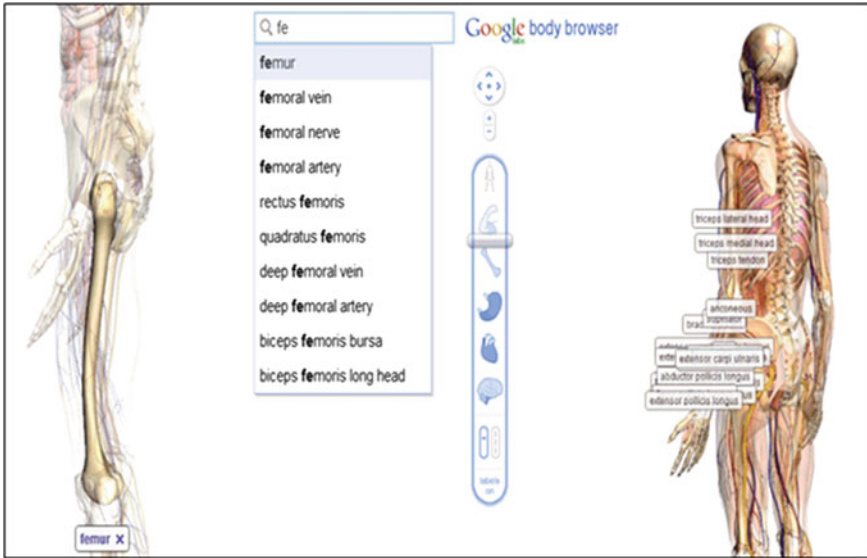 fe
Google labs body browser
femur
femoral vein
femoral nerve
femoral artery
rectus femoris
quadratus femoris
deep femoral vein
deep femoral artery
biceps femoris bursa
biceps femoris long head
triceps lateral head
triceps medial head
triceps tendon
anconeus
supinator
extensor carpi ulnaris
abductor pollicis longus
extensor pollicis longus
femur x